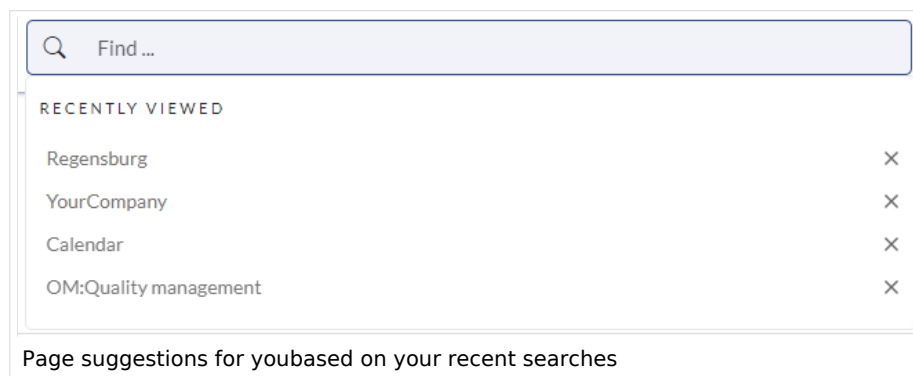 Find ...
RECENTLY VIEWED
Regensburg
YourCompany
Calendar
OM:Quality management
Page suggestions for youbased on your recent searches